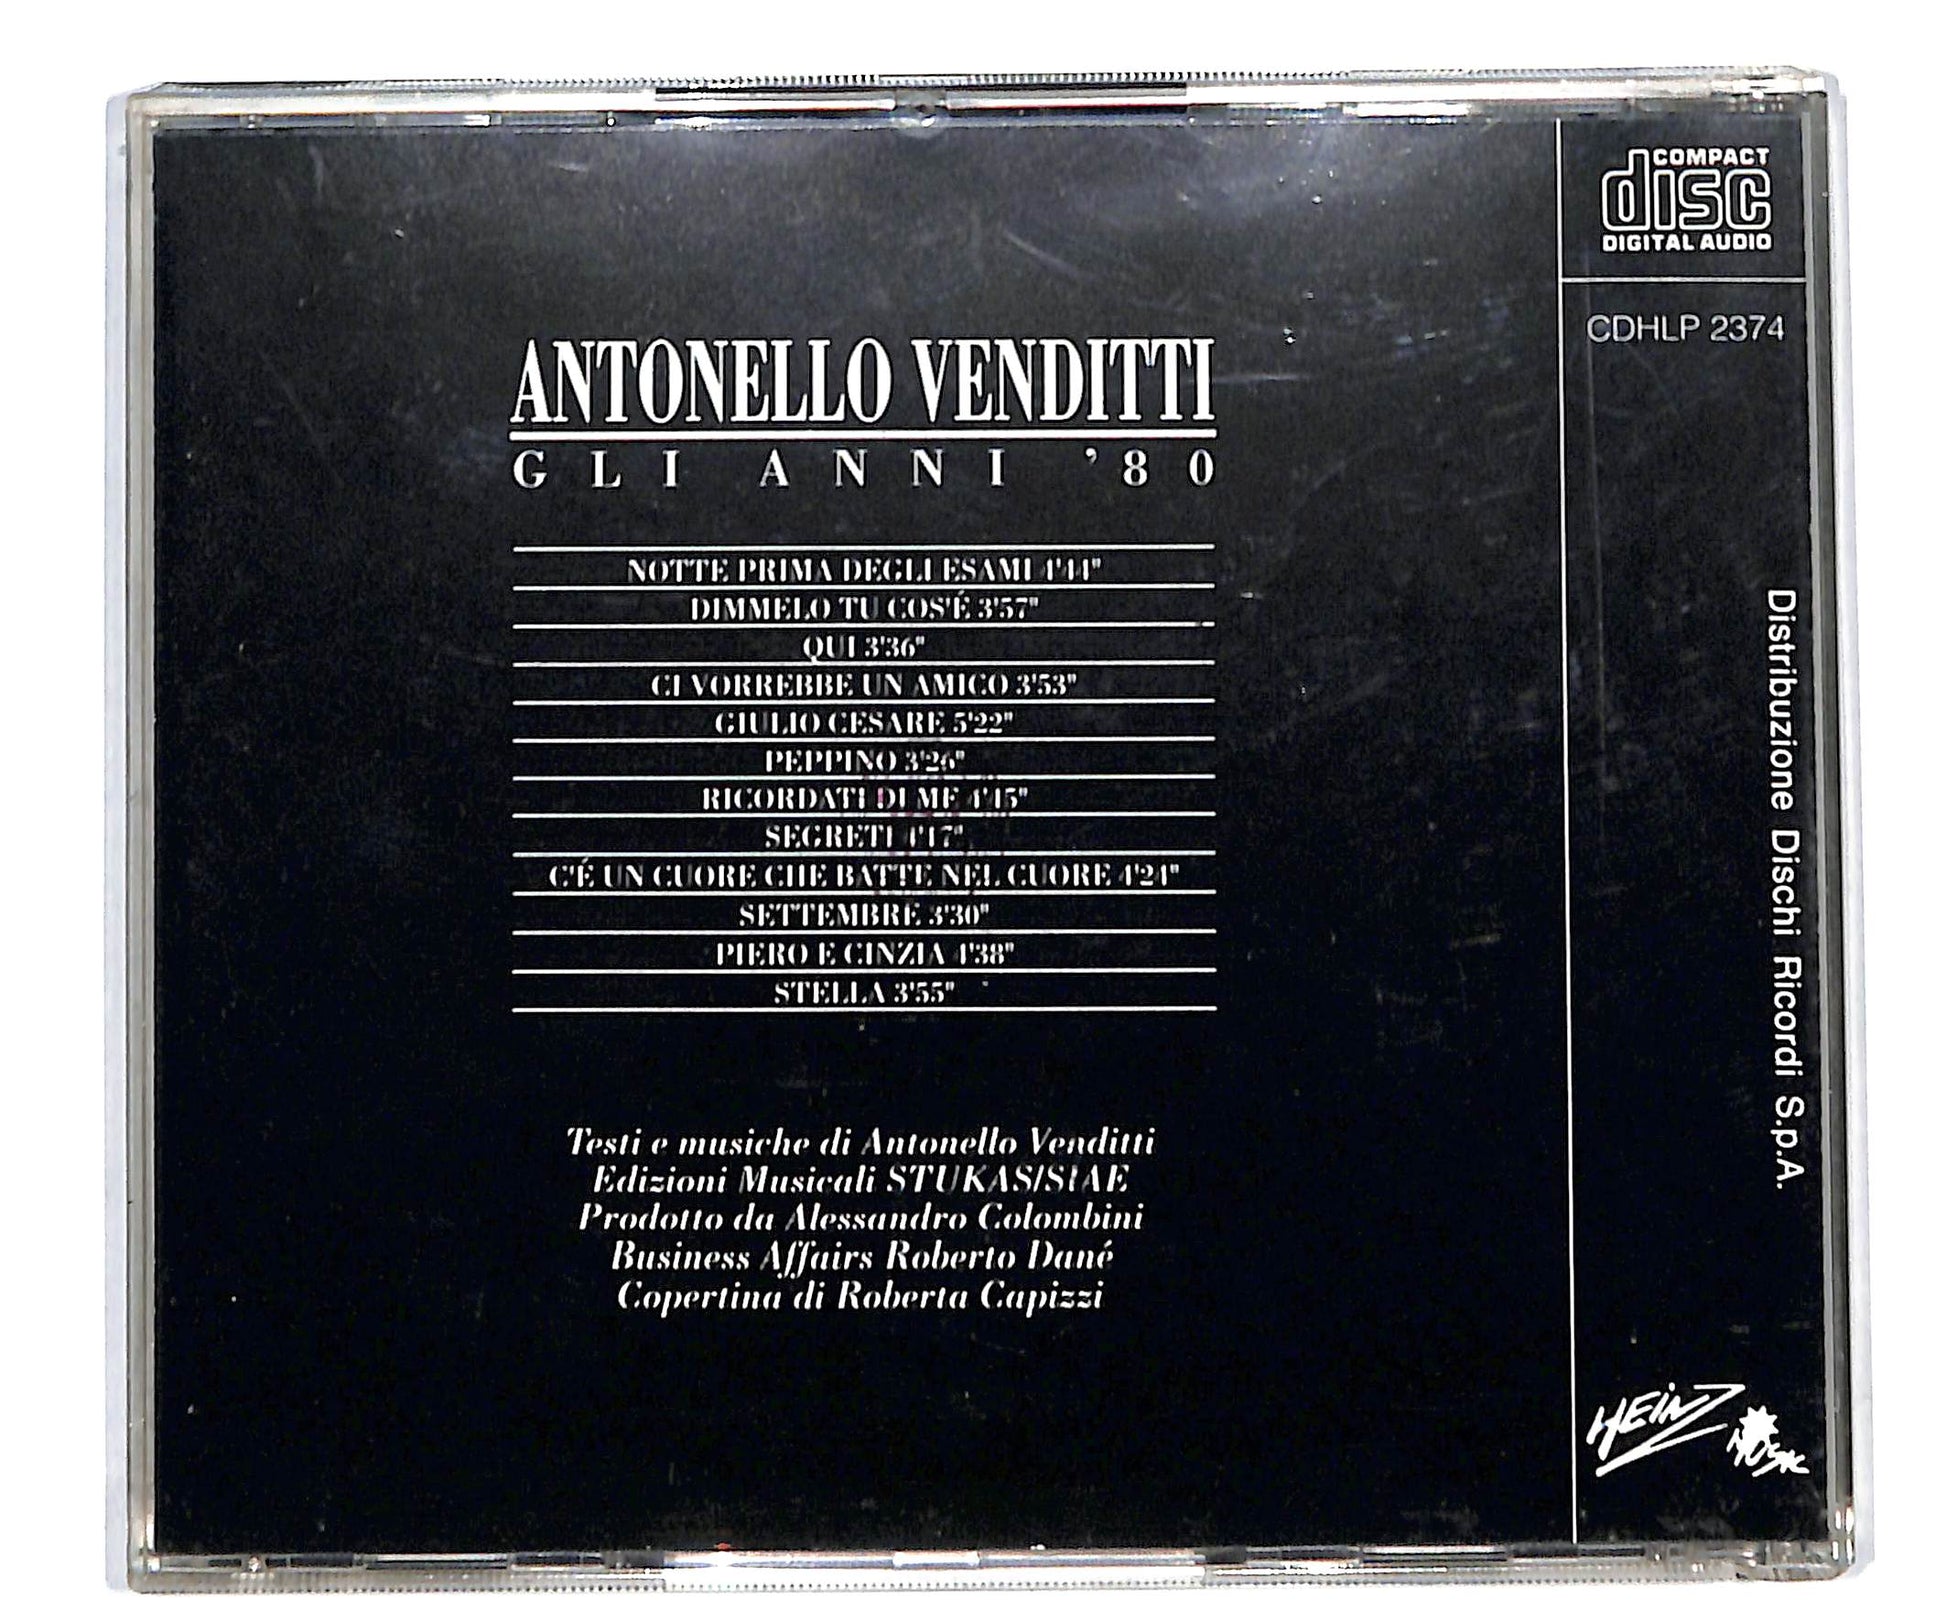 COMPACT
disc
DIGITAL AUDIO
CDHLP 2374
ANTONELLO VENDITTI
GLI ANNI '80
NOTTE PRIMA DEGLI ESAMI 4'44"
DIMMELO TU COS'É 3'57"
QUI 3'36"
CI VORREBBE UN AMICO 3'53"
GIULIO CESARE 5'22"
PEPPINO 3'26"
RICORDATI DI ME 4'45"
SEGRETI 4'17"
C'É UN CUORE CHE BATTE NEL CUORE 4'24"
SETTEMBRE 3'30"
PIERO E CINZIA 4'38"
STELLA 3'55"
Testi e musiche di Antonello Venditti
Edizioni Musicali STUKAS/SIAE
Prodotto da Alessandro Colombini
Business Affairs Roberto Dané
Copertina di Roberta Capizzi
Distribuzione Dischi Ricordi S.p.A.
HEINZ
MUSIC